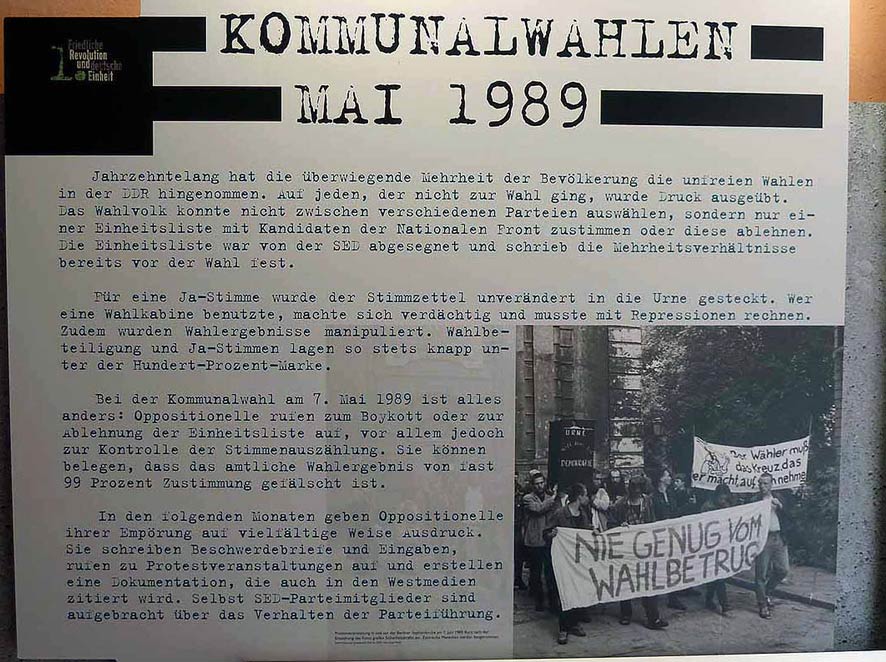 Friedliche
Revolution
und deutsche
Einheit
KOMMUNALWAHLEN
MAI 1989
Jahrzehntelang hat die überwiegende Mehrheit der Bevölkerung die unfreien Wahlen
in der DDR hingenommen. Auf jeden, der nicht zur Wahl ging, wurde Druck ausgeübt.
Das Wahlvolk konnte nicht zwischen verschiedenen Parteien auswählen, sondern nur ei-
ner Einheitsliste mit Kandidaten der Nationalen Front zustimmen oder diese ablehnen.
Die Einheitsliste war von der SED abgesegnet und schrieb die Mehrheitsverhältnisse
bereits vor der Wahl fest.
Für eine Ja-Stimme wurde der Stimmzettel unverändert in die Urne gesteckt. Wer
eine Wahlkabine benutzte, machte sich verdächtig und musste mit Repressionen rechnen.
Zudem wurden Wahlergebnisse manipuliert. Wahlbe-
teiligung und Ja-Stimmen lagen so stets knapp un-
ter der Hundert-Prozent-Marke.
Bei der Kommunalwahl am 7. Mai 1989 ist alles
anders: Oppositionelle rufen zum Boykott oder zur
Ablehnung der Einheitsliste auf, vor allem jedoch
zur Kontrolle der Stimmenauszählung. Sie können
belegen, dass das amtliche Wahlergebnis von fast
99 Prozent Zustimmung gefälscht ist.
In den folgenden Monaten geben Oppositionelle
ihrer Empörung auf vielfältige Weise Ausdruck.
Sie schreiben Beschwerdebriefe und Eingaben,
rufen zu Protestveranstaltungen auf und erstellen
eine Dokumentation, die auch in den Westmedien
zitiert wird. Selbst SED-Parteimitglieder sind
aufgebracht über das Verhalten der Parteiführung.
URNE
DEMOKRATIE
Der Wähler muß
das Kreuz, das
er macht, auf sich nehmen
NIE GENUG VOM
WAHLBETRUG